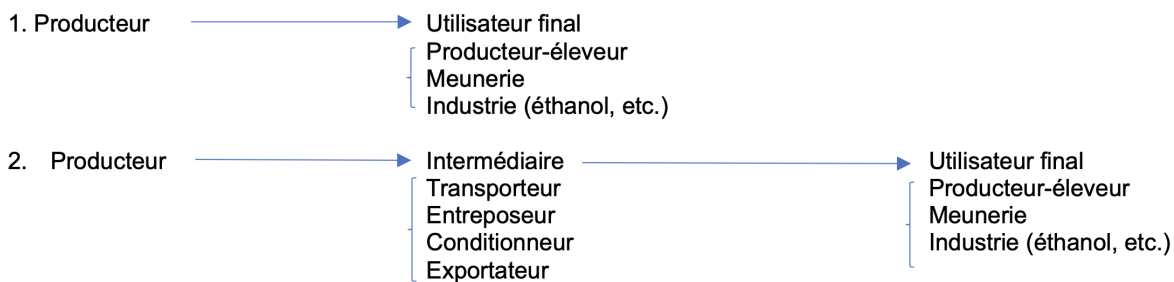 1. Producteur Utilisateur final
Producteur-éleveur
Meunerie
Industrie (éthanol, etc.)
2. Producteur Intermédiaire Utilisateur final
Transporteur Producteur-éleveur
Entreposeur Meunerie
Conditionneur Industrie (éthanol, etc.)
Exportateur